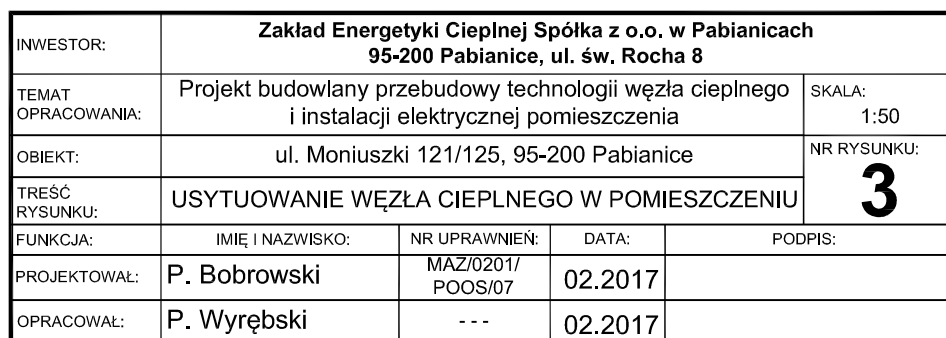 INWESTOR:
Zakład Energetyki Cieplnej Spółka z o.o. w Pabianicach
95-200 Pabianice, ul. św. Rocha 8
TEMAT
OPRACOWANIA:
Projekt budowlany przebudowy technologii węzła cieplnego
i instalacji elektrycznej pomieszczenia
SKALA:
1:50
OBIEKT:
ul. Moniuszki 121/125, 95-200 Pabianice
NR RYSUNKU:
3
TREŚĆ
RYSUNKU:
USYTUOWANIE WĘZŁA CIEPLNEGO W POMIESZCZENIU
FUNKCJA:
IMIĘ I NAZWISKO:
NR UPRAWNIEŃ:
DATA:
PODPIS:
PROJEKTOWAŁ:
P. Bobrowski
MAZ/0201/
POOS/07
02.2017
OPRACOWAŁ:
P. Wyrębski
---
02.2017